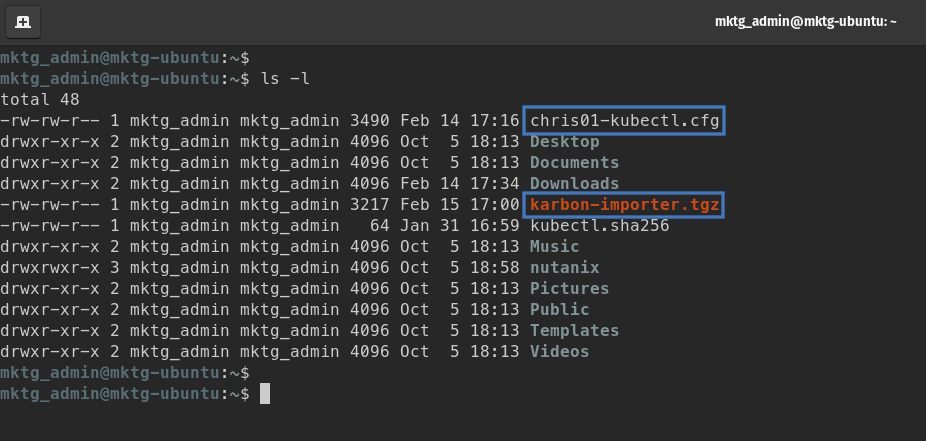 mktg_admin@mktg-ubuntu: ~
mktg_admin@mktg-ubuntu:~$
mktg_admin@mktg-ubuntu:~$ ls -l
total 48
-rw-rw-r-- 1 mktg_admin mktg_admin 3490 Feb 14 17:16 chris01-kubectl.cfg
drwxr-xr-x 2 mktg_admin mktg_admin 4096 Oct  5 18:13 Desktop
drwxr-xr-x 2 mktg_admin mktg_admin 4096 Oct  5 18:13 Documents
drwxr-xr-x 2 mktg_admin mktg_admin 4096 Feb 14 17:34 Downloads
-rw-rw-r-- 1 mktg_admin mktg_admin 3217 Feb 15 17:00 karbon-importer.tgz
-rw-rw-r-- 1 mktg_admin mktg_admin   64 Jan 31 16:59 kubectl.sha256
drwxr-xr-x 2 mktg_admin mktg_admin 4096 Oct  5 18:13 Music
drwxrwxr-x 3 mktg_admin mktg_admin 4096 Oct  5 18:58 nutanix
drwxr-xr-x 2 mktg_admin mktg_admin 4096 Oct  5 18:13 Pictures
drwxr-xr-x 2 mktg_admin mktg_admin 4096 Oct  5 18:13 Public
drwxr-xr-x 2 mktg_admin mktg_admin 4096 Oct  5 18:13 Templates
drwxr-xr-x 2 mktg_admin mktg_admin 4096 Oct  5 18:13 Videos
mktg_admin@mktg-ubuntu:~$
mktg_admin@mktg-ubuntu:~$